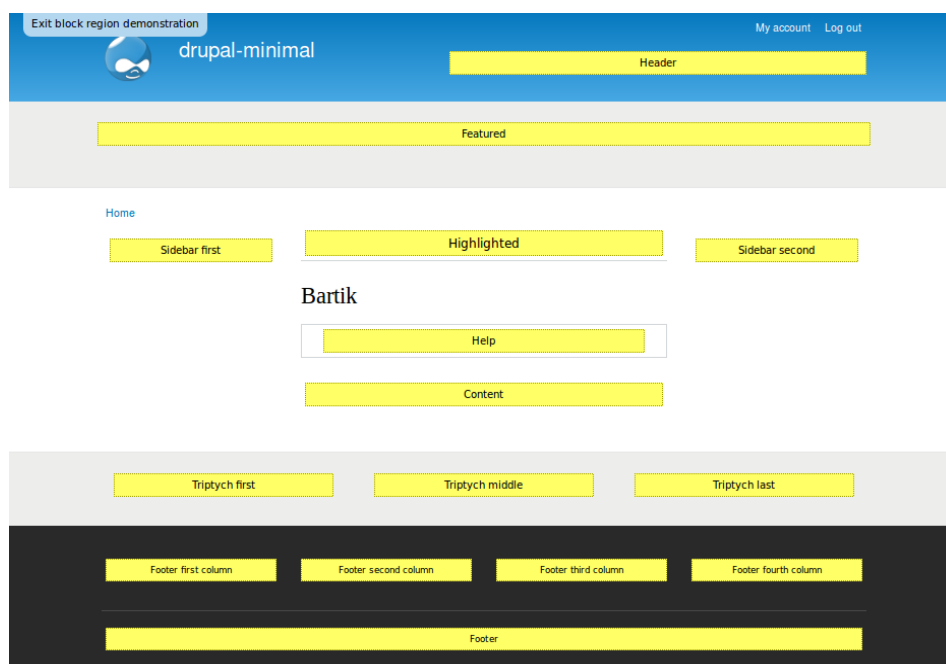 Exit block region demonstration
My account Log out
drupal-minimal
Header
Featured
Home
Sidebar first
Highlighted
Sidebar second
Bartik
Help
Content
Triptych first
Triptych middle
Triptych last
Footer first column
Footer second column
Footer third column
Footer fourth column
Footer